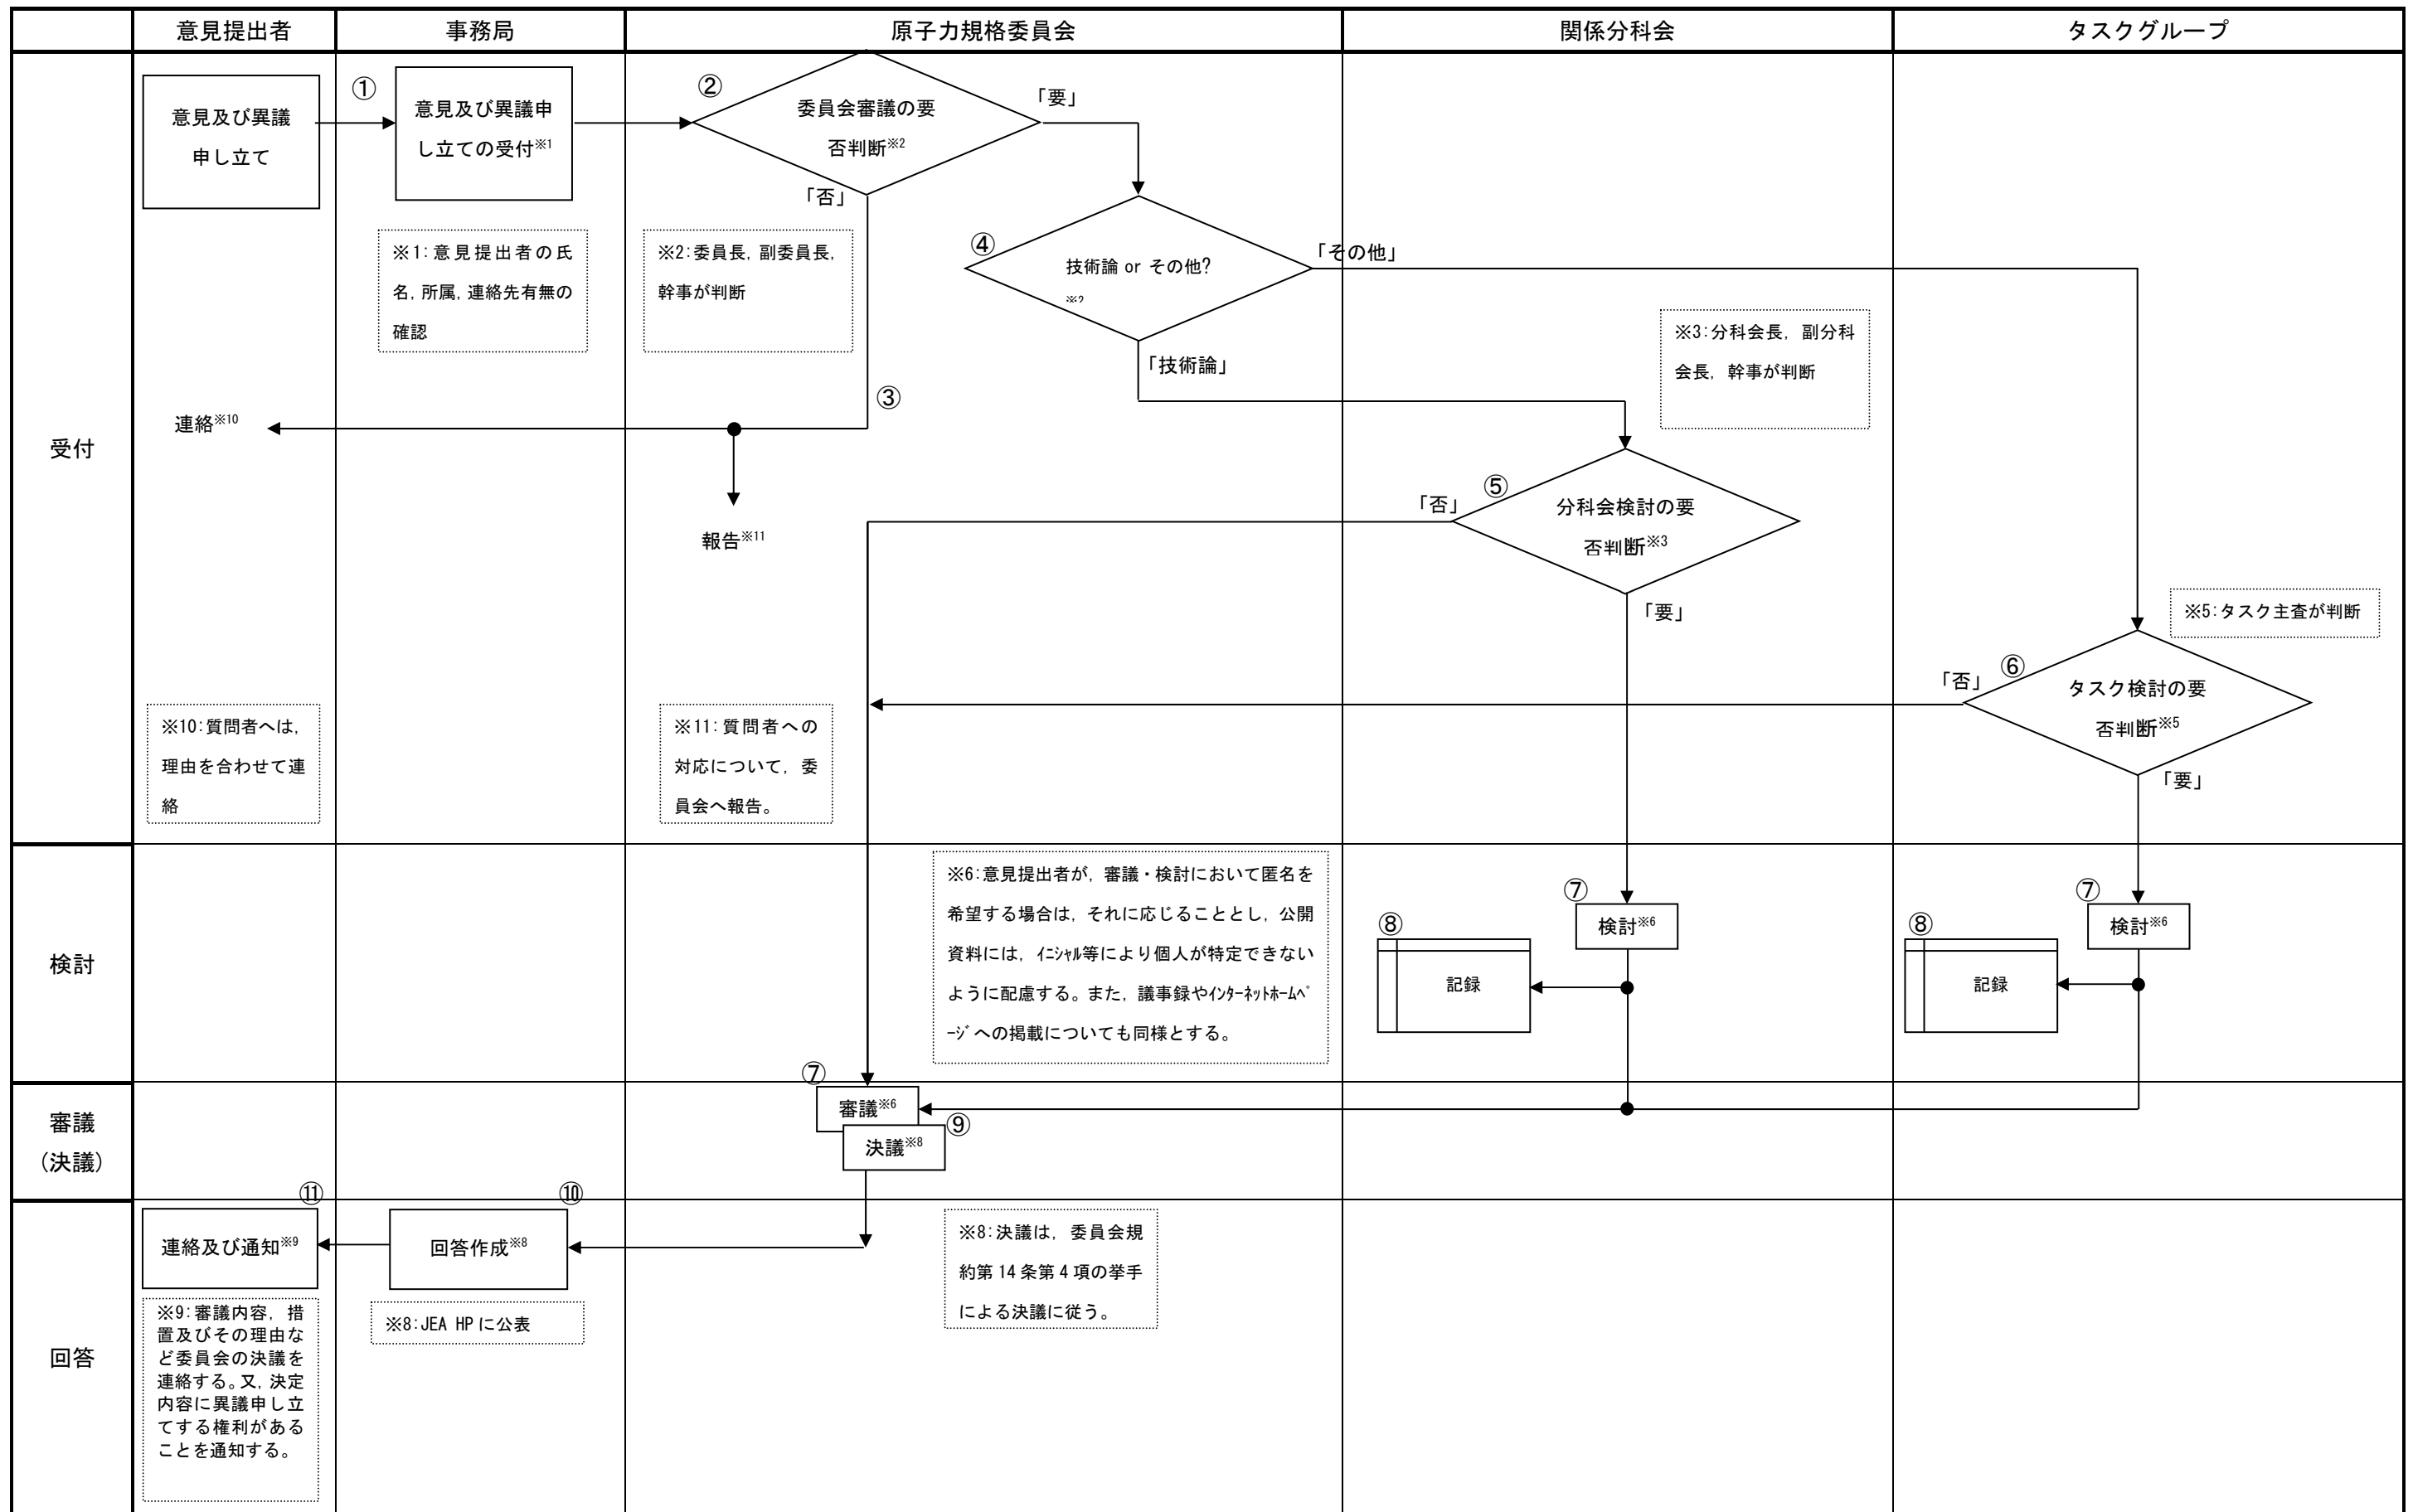 意見提出者
事務局
原子力規格委員会
関係分科会
タスクグループ
受付
意見及び異議
申し立て
①
意見及び異議申
し立ての受付※1
②
委員会審議の要
否判断※2
「要」
「否」
※1:意見提出者の氏
名,所属,連絡先有無の
確認
※2:委員長,副委員長,
幹事が判断
④
技術論 or その他?
※2
「その他」
「技術論」
※3:分科会長,副分科
会長,幹事が判断
③
連絡※10
報告※11
⑤
「否」
分科会検討の要
否判断※3
「要」
※5:タスク主査が判断
⑥
「否」
タスク検討の要
否判断※5
「要」
※10:質問者へは,
理由を合わせて連
絡
※11:質問者への
対応について,委
員会へ報告。
検討
※6:意見提出者が,審議・検討において匿名を
希望する場合は,それに応じることとし,公開
資料には,イニシャル等により個人が特定できない
ように配慮する。また,議事録やインターネットホームペ
ージへの掲載についても同様とする。
⑦
検討※6
⑧
記録
⑦
検討※6
⑧
記録
審議
(決議)
⑦
審議※6
⑨
決議※8
回答
⑪
連絡及び通知※9
⑩
回答作成※8
※8:決議は,委員会規
約第14条第4項の挙手
による決議に従う。
※9:審議内容,措
置及びその理由な
ど委員会の決議を
連絡する。又,決定
内容に異議申し立
てする権利がある
ことを通知する。
※8:JEA HPに公表